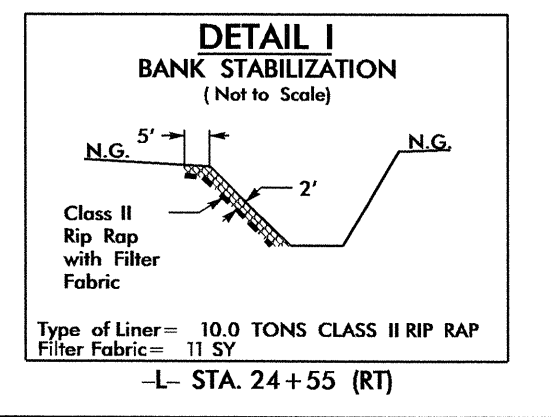 DETAIL I
BANK STABILIZATION
( Not to Scale)
5'
N.G.
N.G.
2'
Class II
Rip Rap
with Filter
Fabric
Type of Liner= 10.0 TONS CLASS II RIP RAP
Filter Fabric= 11 SY
-L- STA. 24+55 (RT)